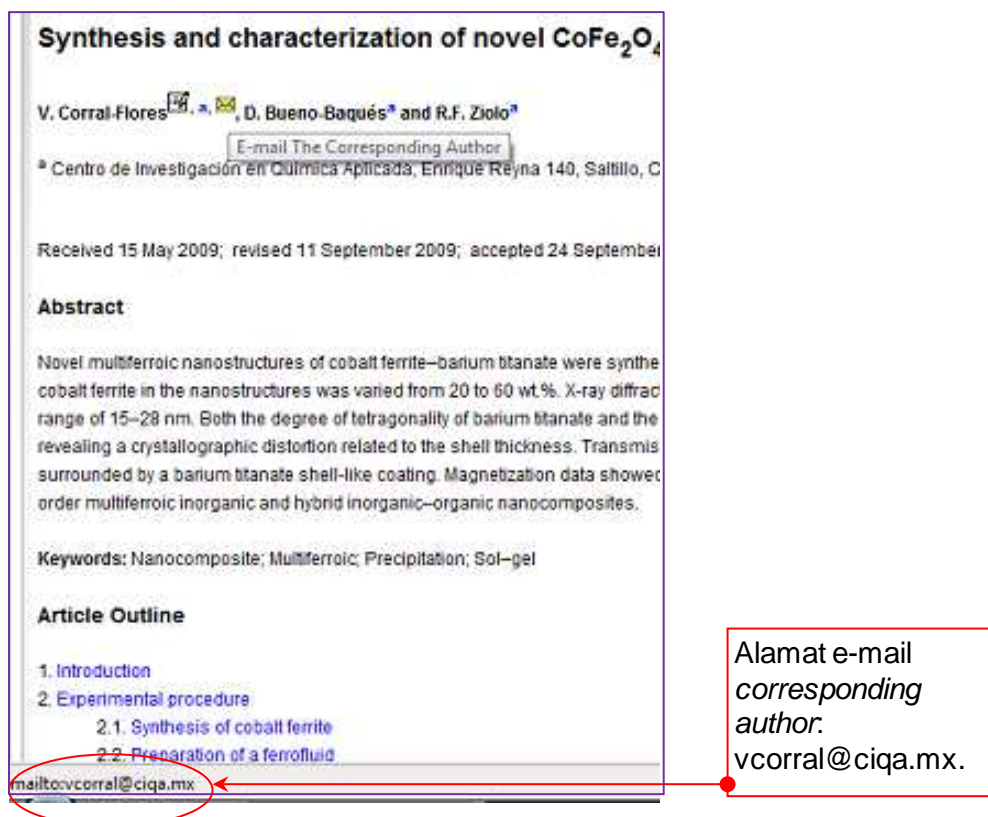 Synthesis and characterization of novel CoFe₂O₄
V. Corral-Flores , a, , D. Bueno-Baquésᵃ and R.F. Zioloᵃ
E-mail The Corresponding Author
ᵃ Centro de Investigación en Química Aplicada, Enrique Reyna 140, Saltillo, C
Received 15 May 2009; revised 11 September 2009; accepted 24 September
Abstract
Novel multiferroic nanostructures of cobalt ferrite–barium titanate were synthe
cobalt ferrite in the nanostructures was varied from 20 to 60 wt.%. X-ray diffrac
range of 15–28 nm. Both the degree of tetragonality of barium titanate and the
revealing a crystallographic distortion related to the shell thickness. Transmis
surrounded by a barium titanate shell-like coating. Magnetization data showed
order multiferroic inorganic and hybrid inorganic–organic nanocomposites.
Keywords: Nanocomposite; Multiferroic; Precipitation; Sol–gel
Article Outline
1. Introduction
2. Experimental procedure
2.1. Synthesis of cobalt ferrite
2.2. Preparation of a ferrofluid
mailto:vcorral@ciqa.mx
Alamat e-mail
corresponding
author:
vcorral@ciqa.mx.